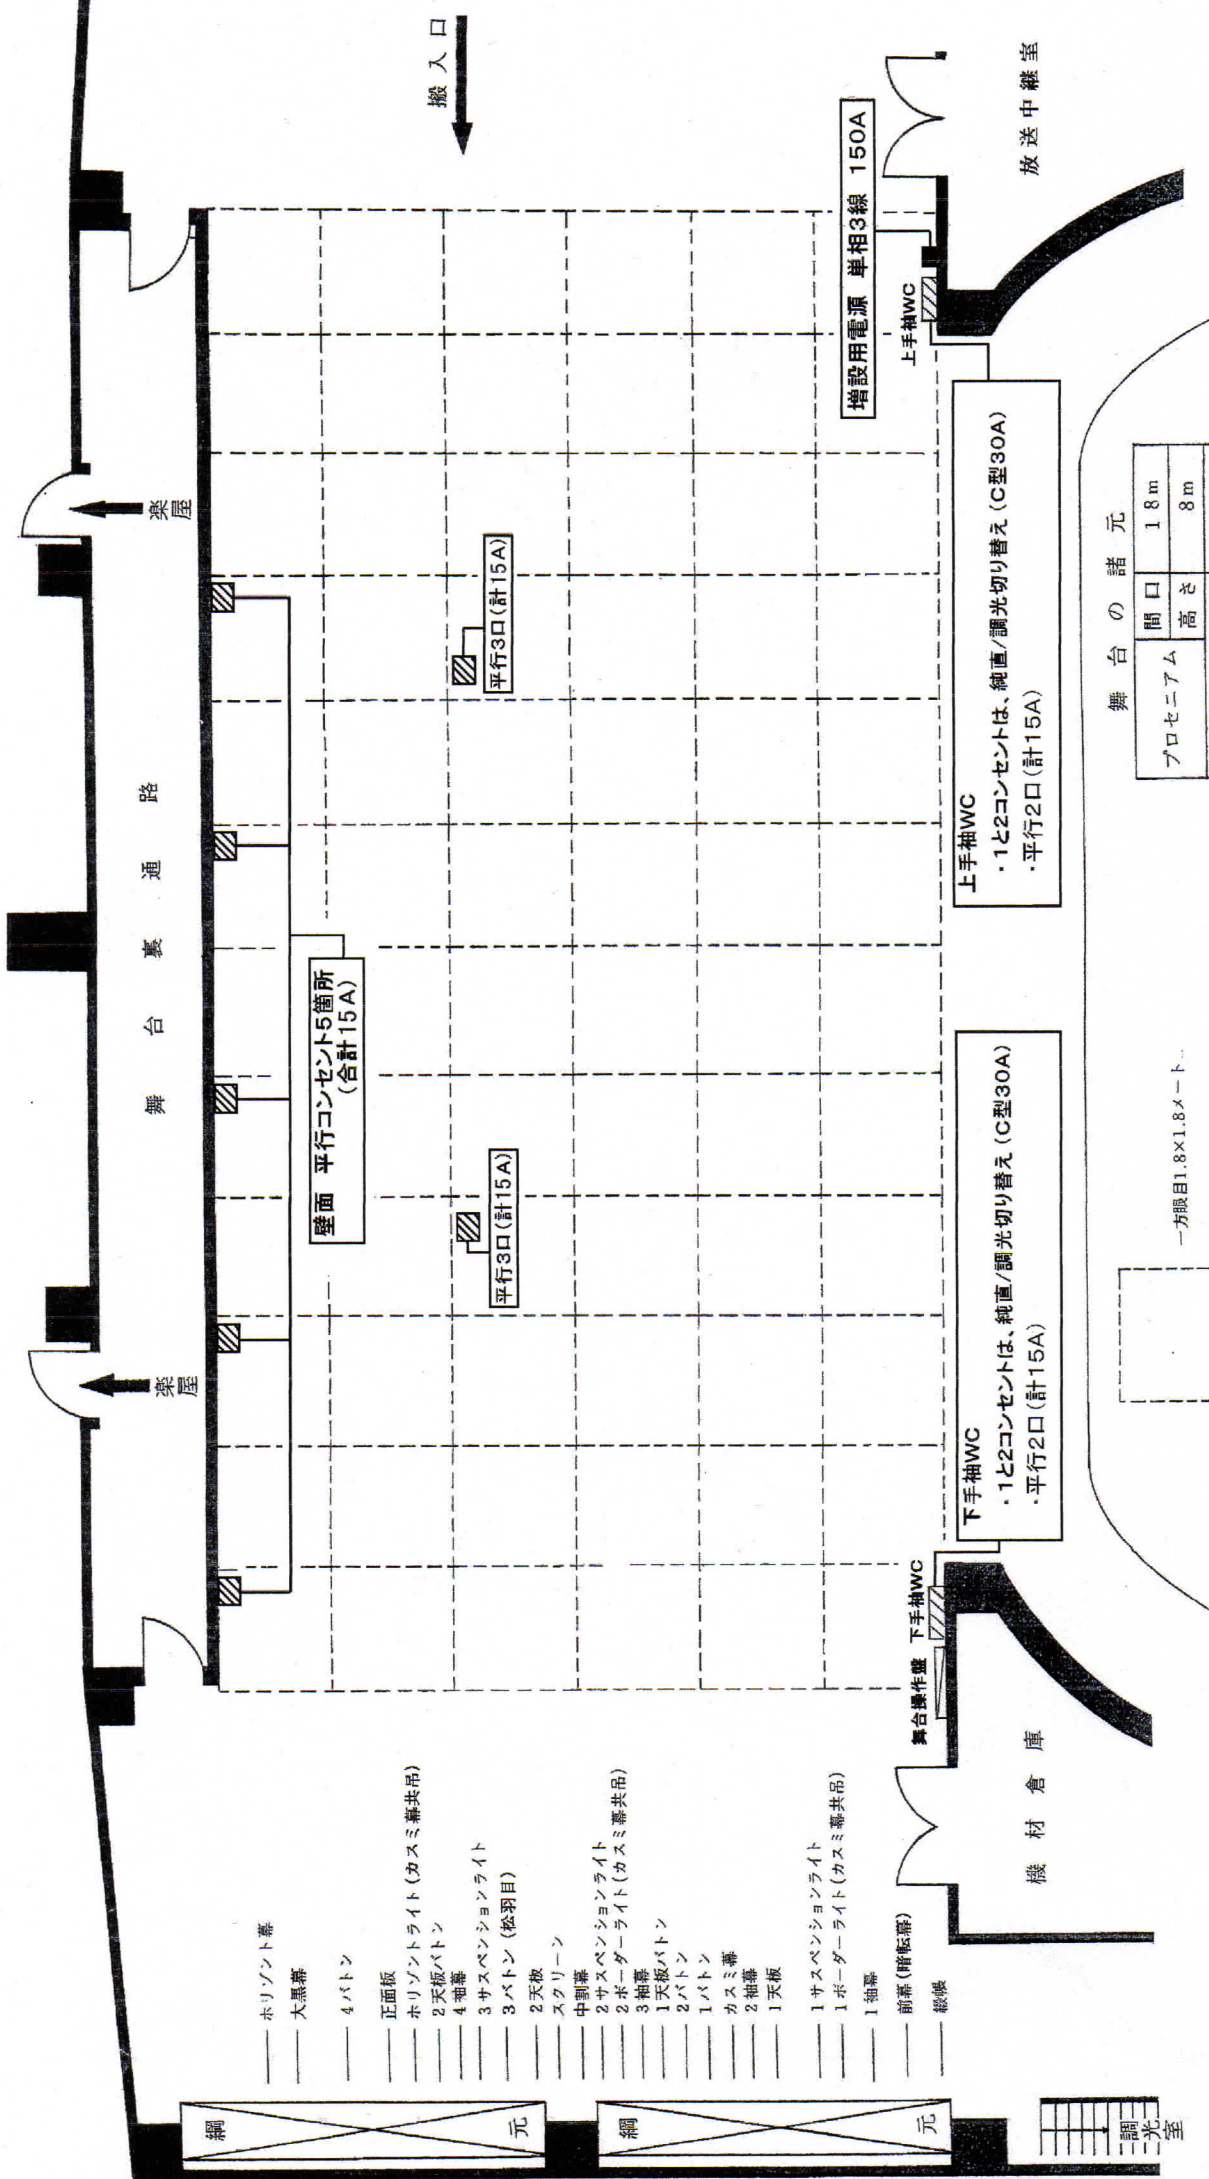 搬入口
放送中継室
増設用電源　単相3線　150A
上手袖WC
楽屋
舞台裏通路
楽屋
壁面　平行コンセント5箇所
（合計15A）
平行3口（計15A）
平行3口（計15A）
上手袖WC
・1と2コンセントは、純直/調光切り替え（C型30A）
・平行2口（計15A）
下手袖WC
・1と2コンセントは、純直/調光切り替え（C型30A）
・平行2口（計15A）
舞台の諸元
プロセニアム
間口　18m
高さ　8m
一方眼目1.8×1.8メート
舞台操作盤
下手袖WC
機材倉庫
ホリゾント幕
大黒幕
4バトン
正面板
ホリゾントライト（カスミ幕共吊）
2天板バトン
4袖幕
3サスペンションライト
3バトン（松羽目）
2天板
スクリーン
中割幕
2サスペンションライト
2ボーダーライト（カスミ幕共吊）
3袖幕
1天板バトン
2バトン
1バトン
カスミ幕
2袖幕
1天板
1サスペンションライト
1ボーダーライト（カスミ幕共吊）
1袖幕
前幕（暗転幕）
緞帳
綱元
綱元
調光室